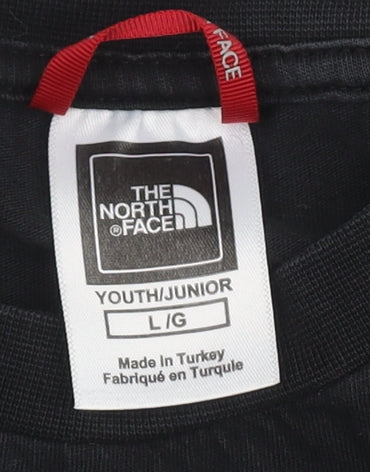 FACE
THE
NORTH
®FACE
YOUTH/JUNIOR
L/G
Made in Turkey
Fabriqué en Turquie